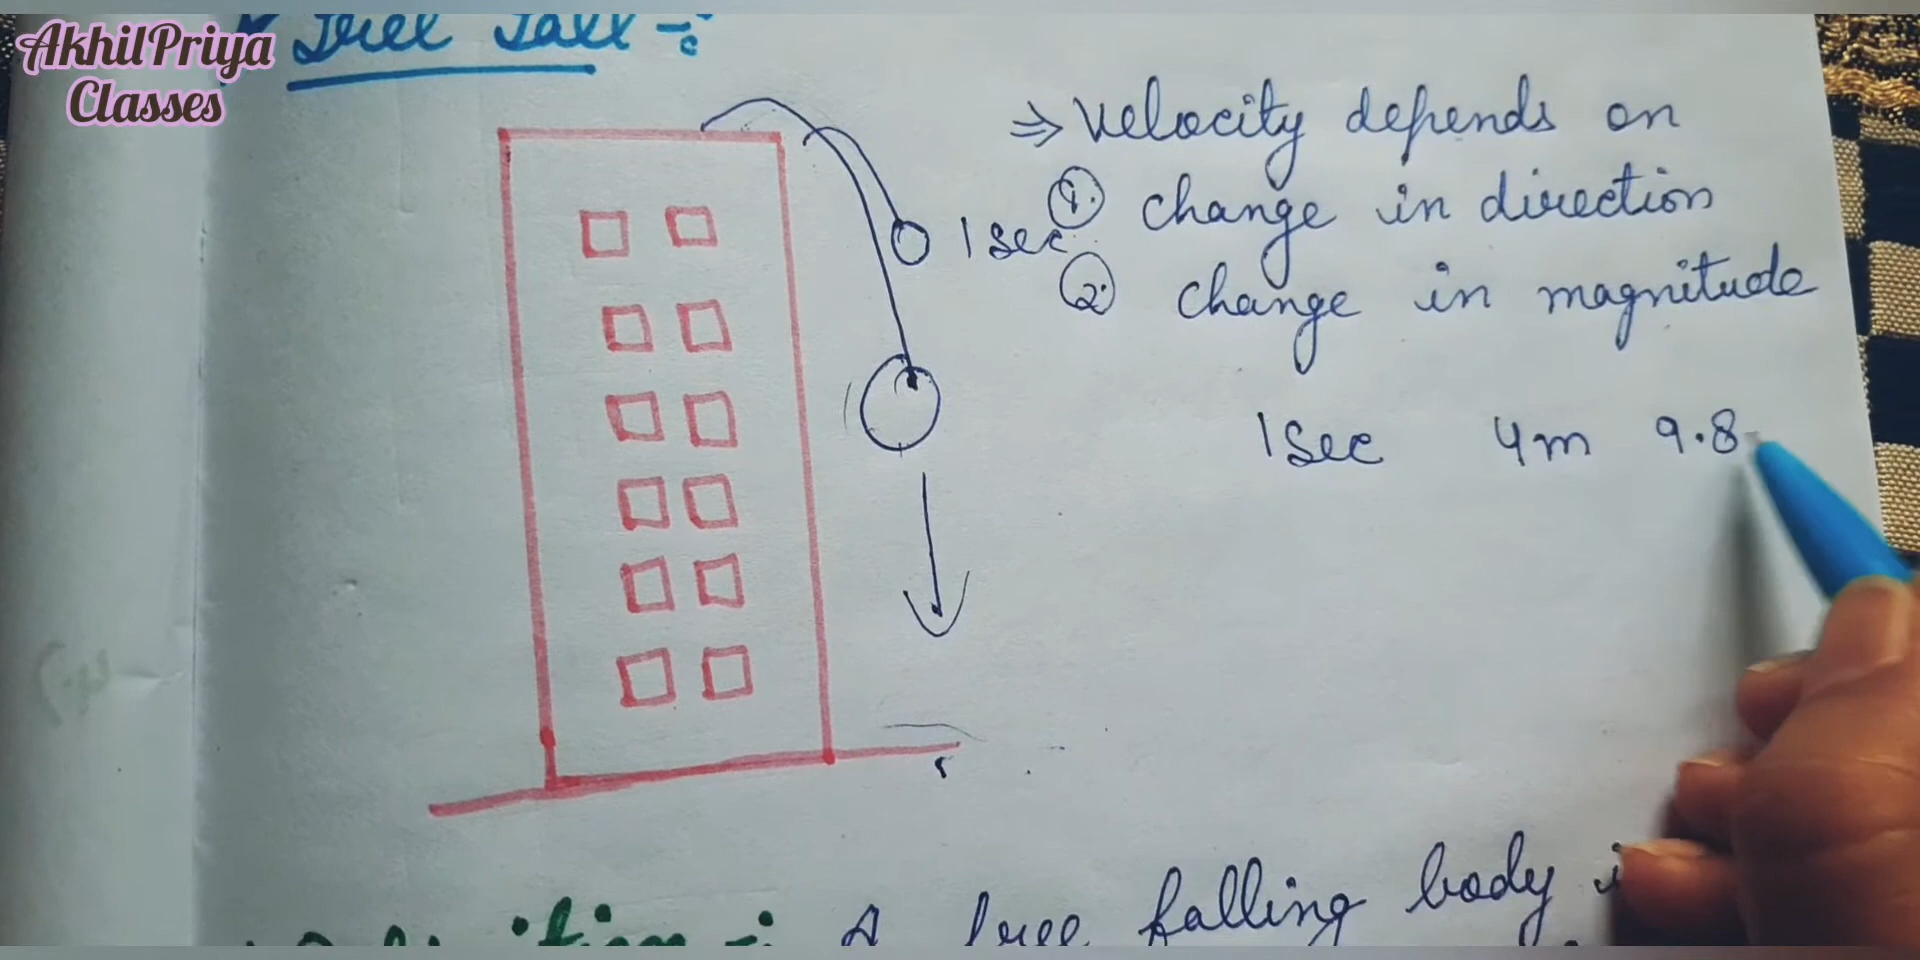 AkhilPriya
Classes
Free Fall -:
⇒ Velocity depends on
1. change in direction
1 sec
2. change in magnitude
1 Sec 4m 9.8
Definition -: A free falling body